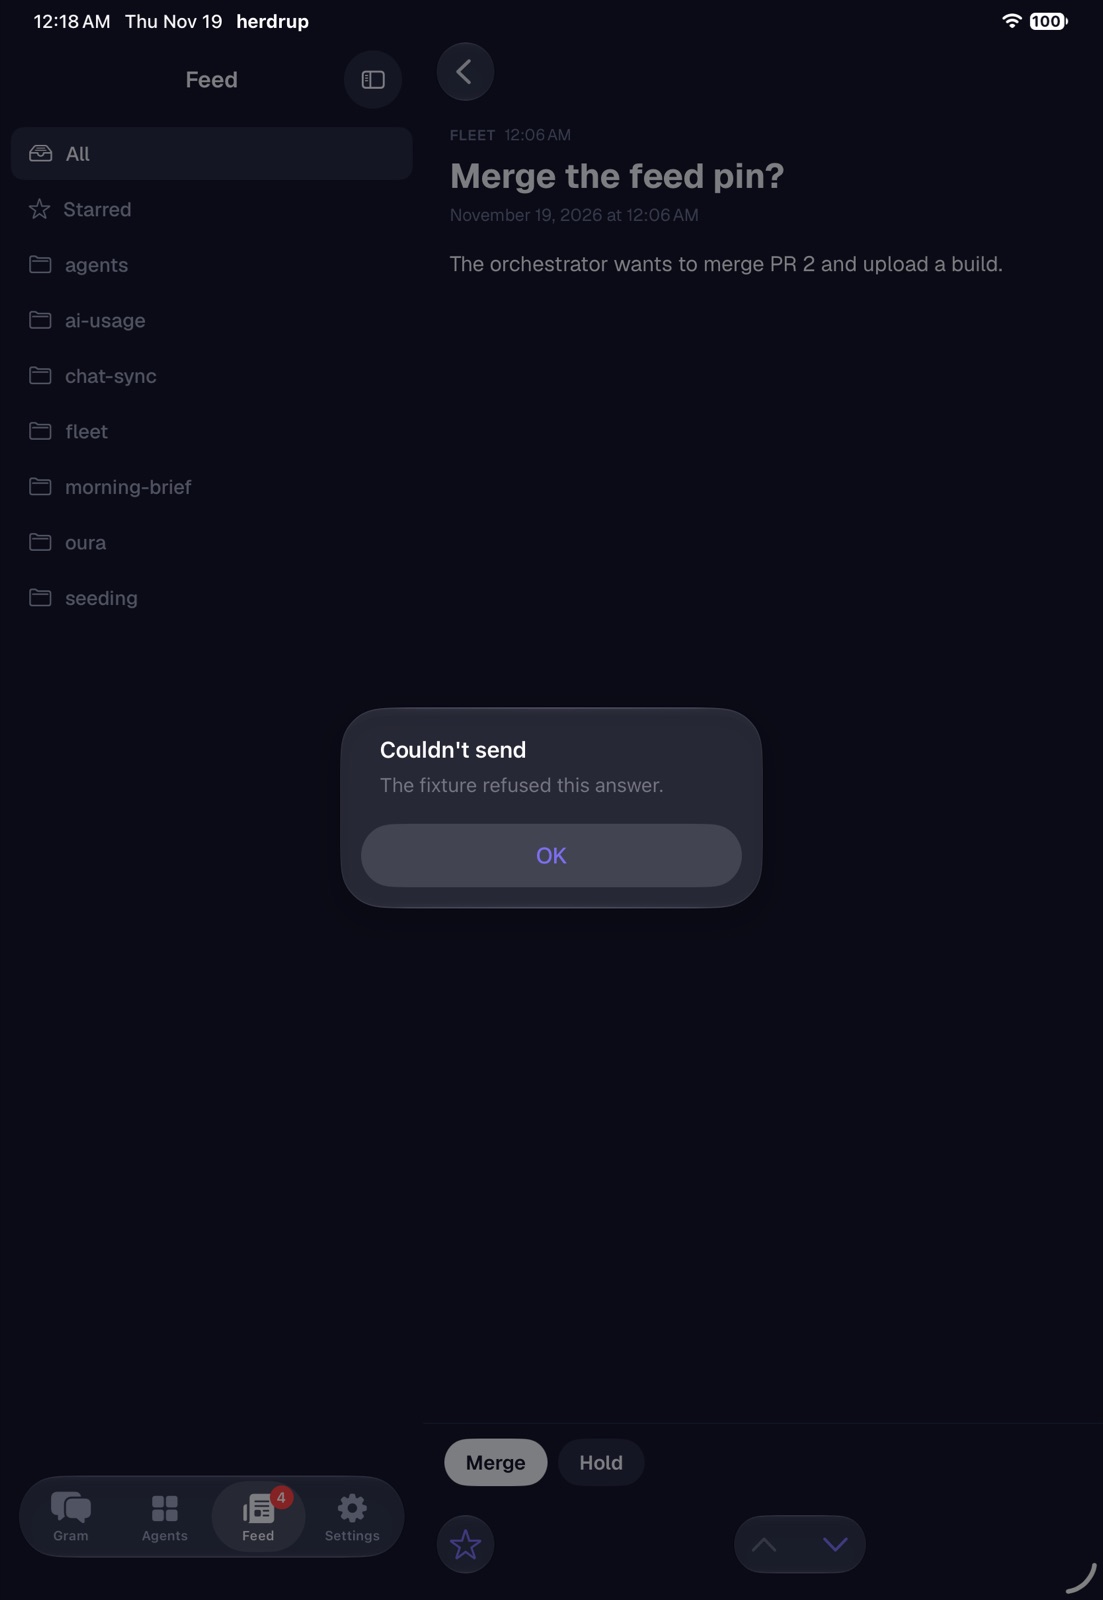 12:18 AM Thu Nov 19 herdrup
100
Feed
All
Starred
agents
ai-usage
chat-sync
fleet
morning-brief
oura
seeding
FLEET 12:06 AM
Merge the feed pin?
November 19, 2026 at 12:06 AM
The orchestrator wants to merge PR 2 and upload a build.
Couldn't send
The fixture refused this answer.
OK
Merge Hold
4
Gram Agents Feed Settings